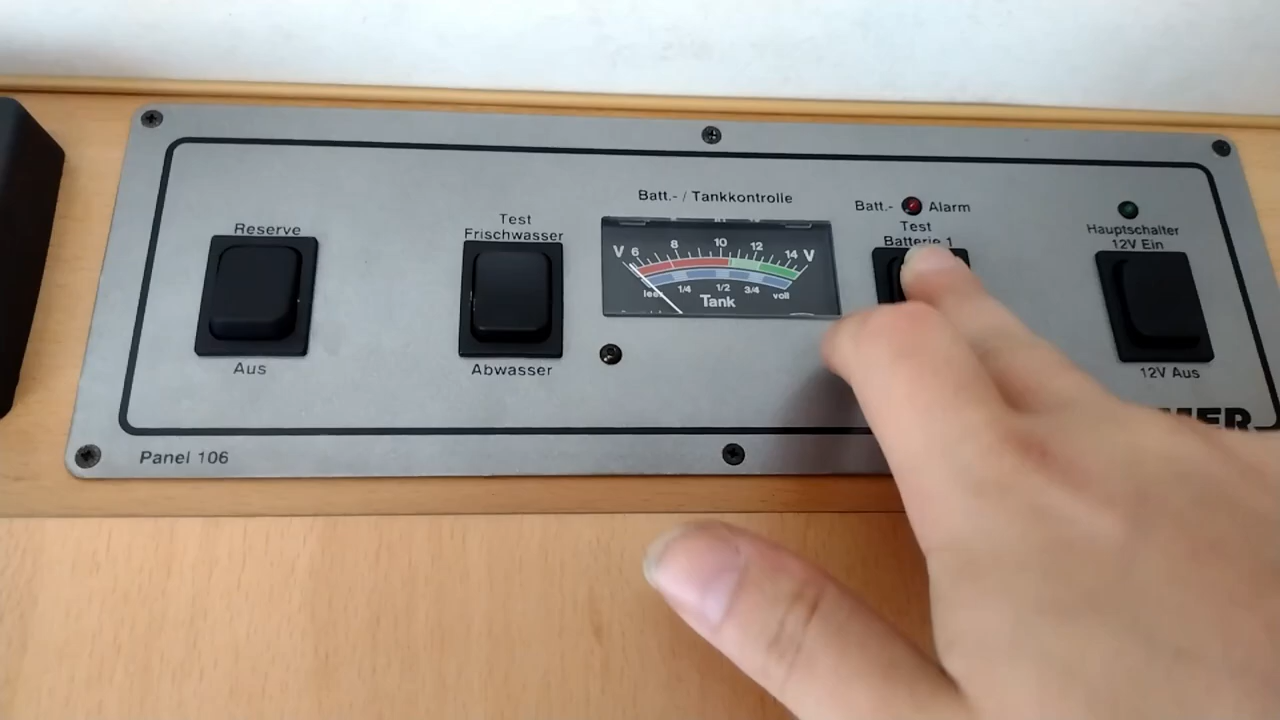 Batt.- / Tankkontrolle
Batt.- Alarm
Reserve
Test
Frischwasser
Test
Batterie 1
Hauptschalter
12V Ein
V 6 8 10 12 14 V
leer 1/4 1/2 3/4 voll
Tank
Aus
Abwasser
12V Aus
Panel 106